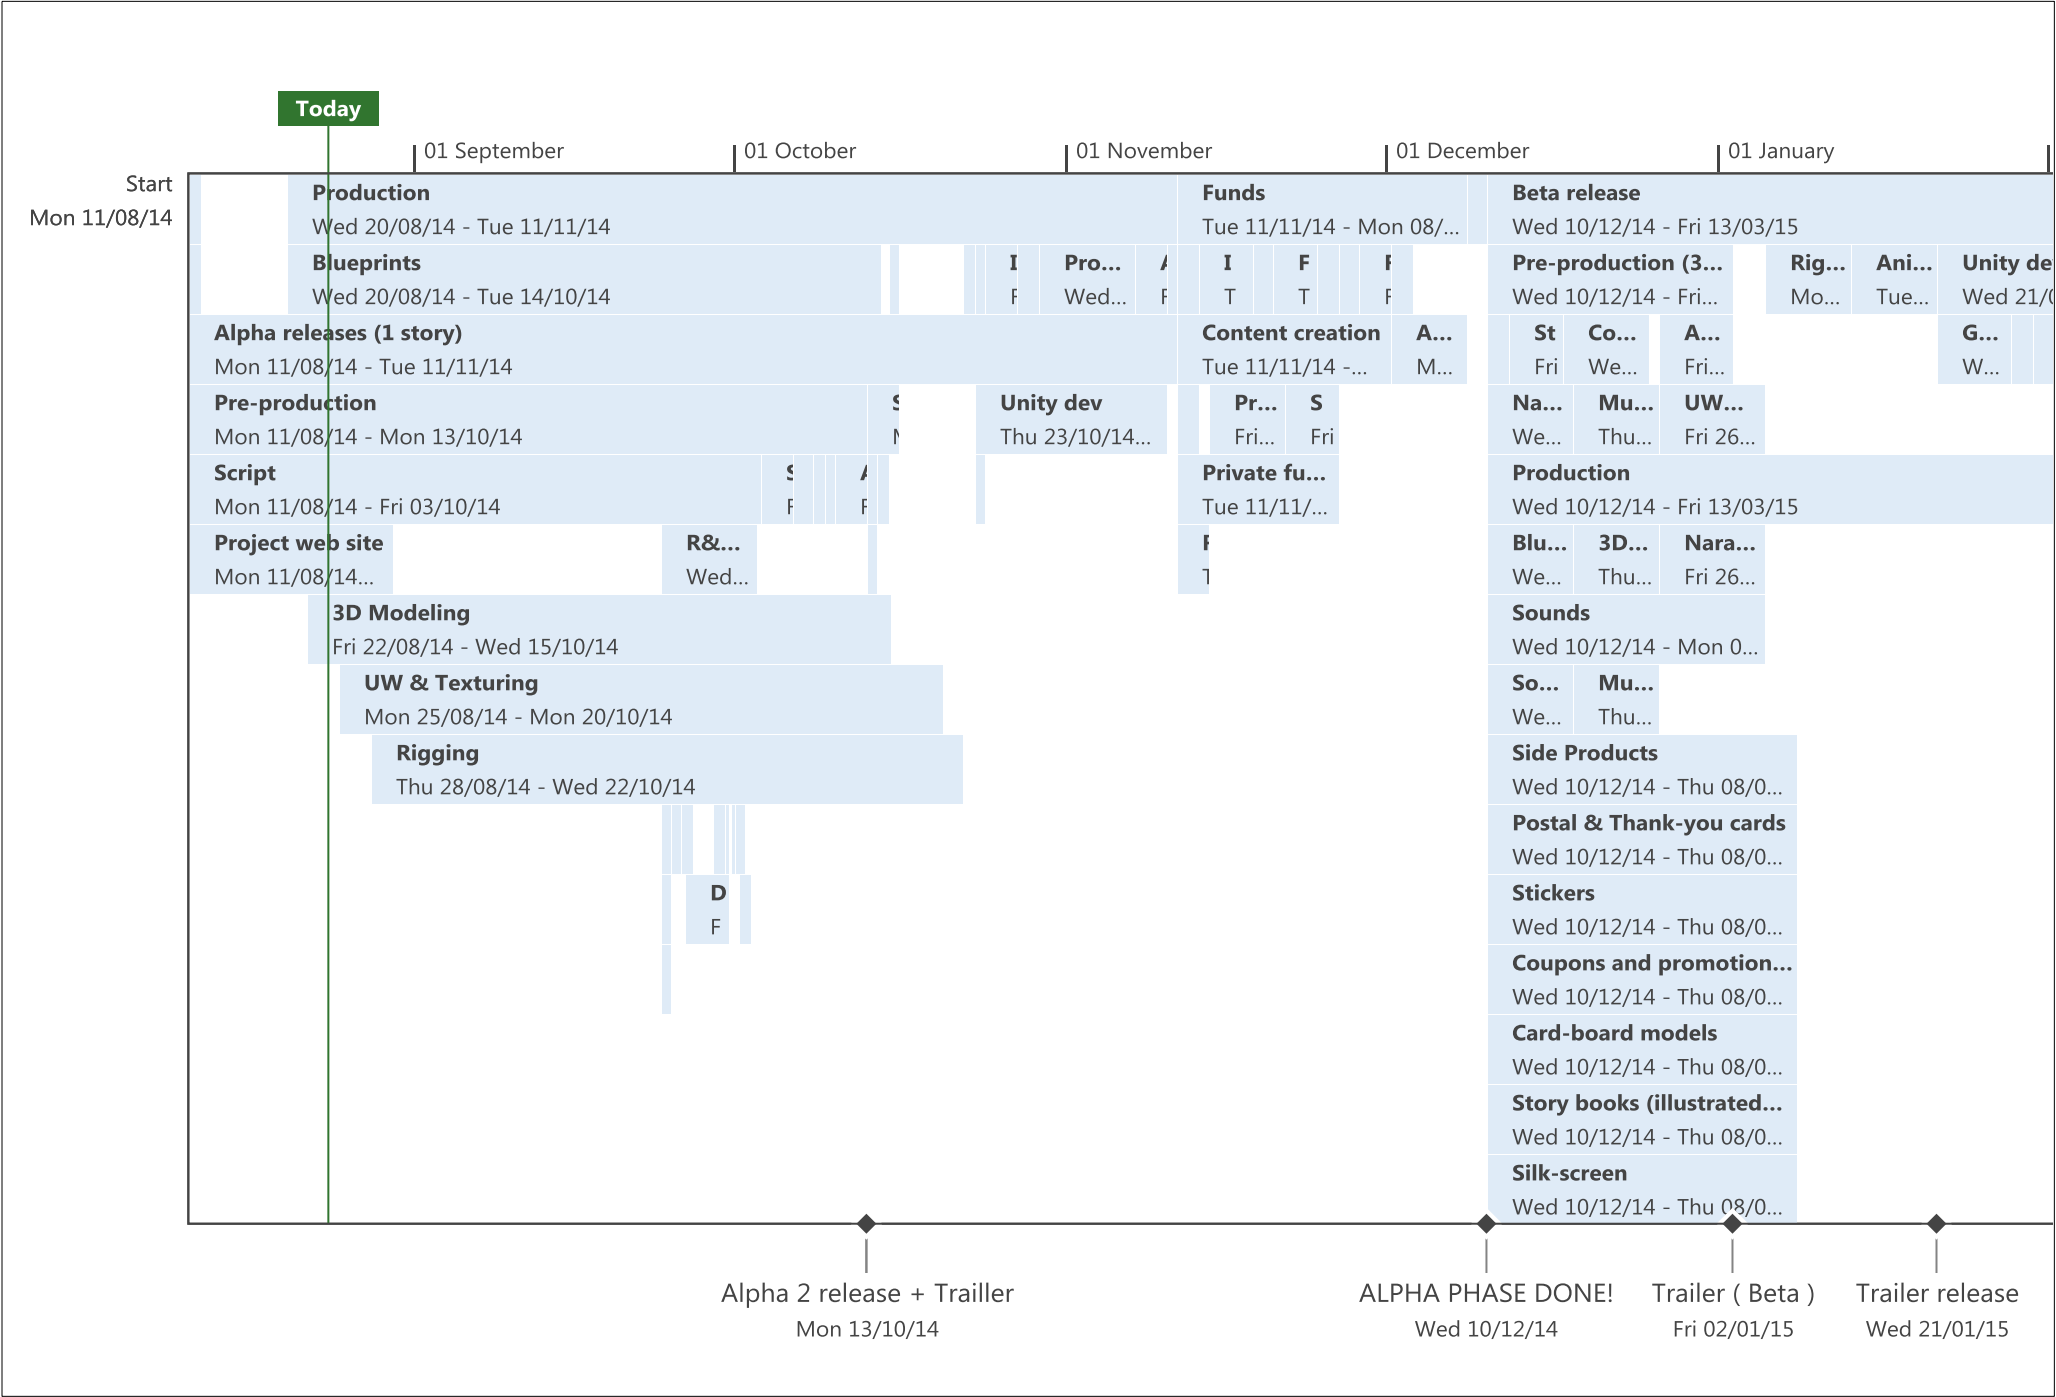 Today
01 September
01 October
01 November
01 December
01 January
Start
Mon 11/08/14
Production
Wed 20/08/14 - Tue 11/11/14
Funds
Tue 11/11/14 - Mon 08/...
Beta release
Wed 10/12/14 - Fri 13/03/15
Blueprints
Wed 20/08/14 - Tue 14/10/14
I
F
Pro...
Wed...
A
F
I
T
F
T
F
F
Pre-production (3...
Wed 10/12/14 - Fri...
Rig...
Mo...
Ani...
Tue...
Unity de
Wed 21/0
Alpha releases (1 story)
Mon 11/08/14 - Tue 11/11/14
Content creation
Tue 11/11/14 -...
A...
M...
St
Fri
Co...
We...
A...
Fri...
G...
W...
Pre-production
Mon 11/08/14 - Mon 13/10/14
S
Unity dev
Thu 23/10/14...
Pr...
Fri...
S
Fri
Na...
We...
Mu...
Thu...
UW...
Fri 26...
Script
Mon 11/08/14 - Fri 03/10/14
S
F
A
F
Private fu...
Tue 11/11/...
Production
Wed 10/12/14 - Fri 13/03/15
Project web site
Mon 11/08/14...
R&...
Wed...
F
T
Blu...
We...
3D...
Thu...
Nara...
Fri 26...
3D Modeling
Fri 22/08/14 - Wed 15/10/14
Sounds
Wed 10/12/14 - Mon 0...
UW & Texturing
Mon 25/08/14 - Mon 20/10/14
So...
We...
Mu...
Thu...
Rigging
Thu 28/08/14 - Wed 22/10/14
Side Products
Wed 10/12/14 - Thu 08/0...
Postal & Thank-you cards
Wed 10/12/14 - Thu 08/0...
D
F
Stickers
Wed 10/12/14 - Thu 08/0...
Coupons and promotion...
Wed 10/12/14 - Thu 08/0...
Card-board models
Wed 10/12/14 - Thu 08/0...
Story books (illustrated...
Wed 10/12/14 - Thu 08/0...
Silk-screen
Wed 10/12/14 - Thu 08/0...
Alpha 2 release + Trailler
Mon 13/10/14
ALPHA PHASE DONE!
Wed 10/12/14
Trailer ( Beta )
Fri 02/01/15
Trailer release
Wed 21/01/15